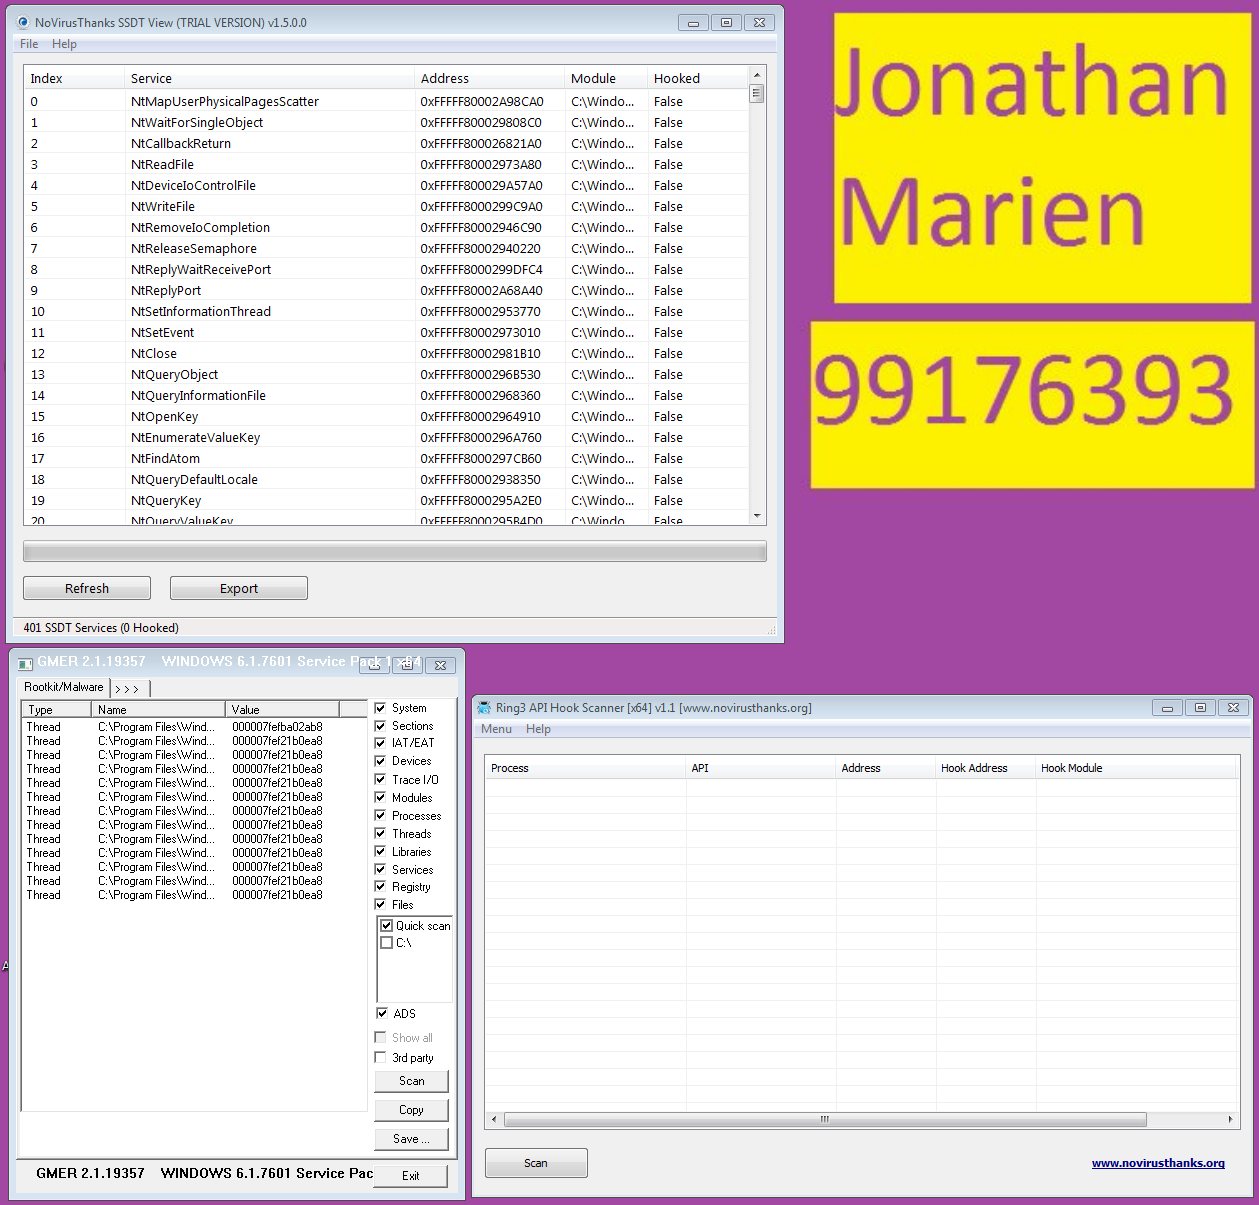 NoVirusThanks SSDT View (TRIAL VERSION) v1.5.0.0
File Help
Index Service Address Module Hooked
0 NtMapUserPhysicalPagesScatter 0xFFFFF80002A98CA0 C:\Windo... False
1 NtWaitForSingleObject 0xFFFFF800029808C0 C:\Windo... False
2 NtCallbackReturn 0xFFFFF800026821A0 C:\Windo... False
3 NtReadFile 0xFFFFF80002973A80 C:\Windo... False
4 NtDeviceIoControlFile 0xFFFFF800029A57A0 C:\Windo... False
5 NtWriteFile 0xFFFFF8000299C9A0 C:\Windo... False
6 NtRemoveIoCompletion 0xFFFFF80002946C90 C:\Windo... False
7 NtReleaseSemaphore 0xFFFFF80002940220 C:\Windo... False
8 NtReplyWaitReceivePort 0xFFFFF8000299DFC4 C:\Windo... False
9 NtReplyPort 0xFFFFF80002A68A40 C:\Windo... False
10 NtSetInformationThread 0xFFFFF80002953770 C:\Windo... False
11 NtSetEvent 0xFFFFF80002973010 C:\Windo... False
12 NtClose 0xFFFFF80002981B10 C:\Windo... False
13 NtQueryObject 0xFFFFF8000296B530 C:\Windo... False
14 NtQueryInformationFile 0xFFFFF80002968360 C:\Windo... False
15 NtOpenKey 0xFFFFF80002964910 C:\Windo... False
16 NtEnumerateValueKey 0xFFFFF8000296A760 C:\Windo... False
17 NtFindAtom 0xFFFFF8000297CB60 C:\Windo... False
18 NtQueryDefaultLocale 0xFFFFF80002938350 C:\Windo... False
19 NtQueryKey 0xFFFFF8000295A2E0 C:\Windo... False
20 NtQueryValueKey 0xFFFFF8000295B4D0 C:\Windo... False
Refresh Export
401 SSDT Services (0 Hooked)
Jonathan
Marien
99176393
GMER 2.1.19357 WINDOWS 6.1.7601 Service Pack 1 x64
Rootkit/Malware >>>
Type Name Value
Thread C:\Program Files\Wind... 000007fefba02ab8
Thread C:\Program Files\Wind... 000007fef21b0ea8
Thread C:\Program Files\Wind... 000007fef21b0ea8
Thread C:\Program Files\Wind... 000007fef21b0ea8
Thread C:\Program Files\Wind... 000007fef21b0ea8
Thread C:\Program Files\Wind... 000007fef21b0ea8
Thread C:\Program Files\Wind... 000007fef21b0ea8
Thread C:\Program Files\Wind... 000007fef21b0ea8
Thread C:\Program Files\Wind... 000007fef21b0ea8
Thread C:\Program Files\Wind... 000007fef21b0ea8
Thread C:\Program Files\Wind... 000007fef21b0ea8
Thread C:\Program Files\Wind... 000007fef21b0ea8
Thread C:\Program Files\Wind... 000007fef21b0ea8
System
Sections
IAT/EAT
Devices
Trace I/O
Modules
Processes
Threads
Libraries
Services
Registry
Files
Quick scan
C:\
ADS
Show all
3rd party
Scan
Copy
Save ...
GMER 2.1.19357 WINDOWS 6.1.7601 Service Pac
Exit
Ring3 API Hook Scanner [x64] v1.1 [www.novirusthanks.org]
Menu Help
Process API Address Hook Address Hook Module
Scan
www.novirusthanks.org